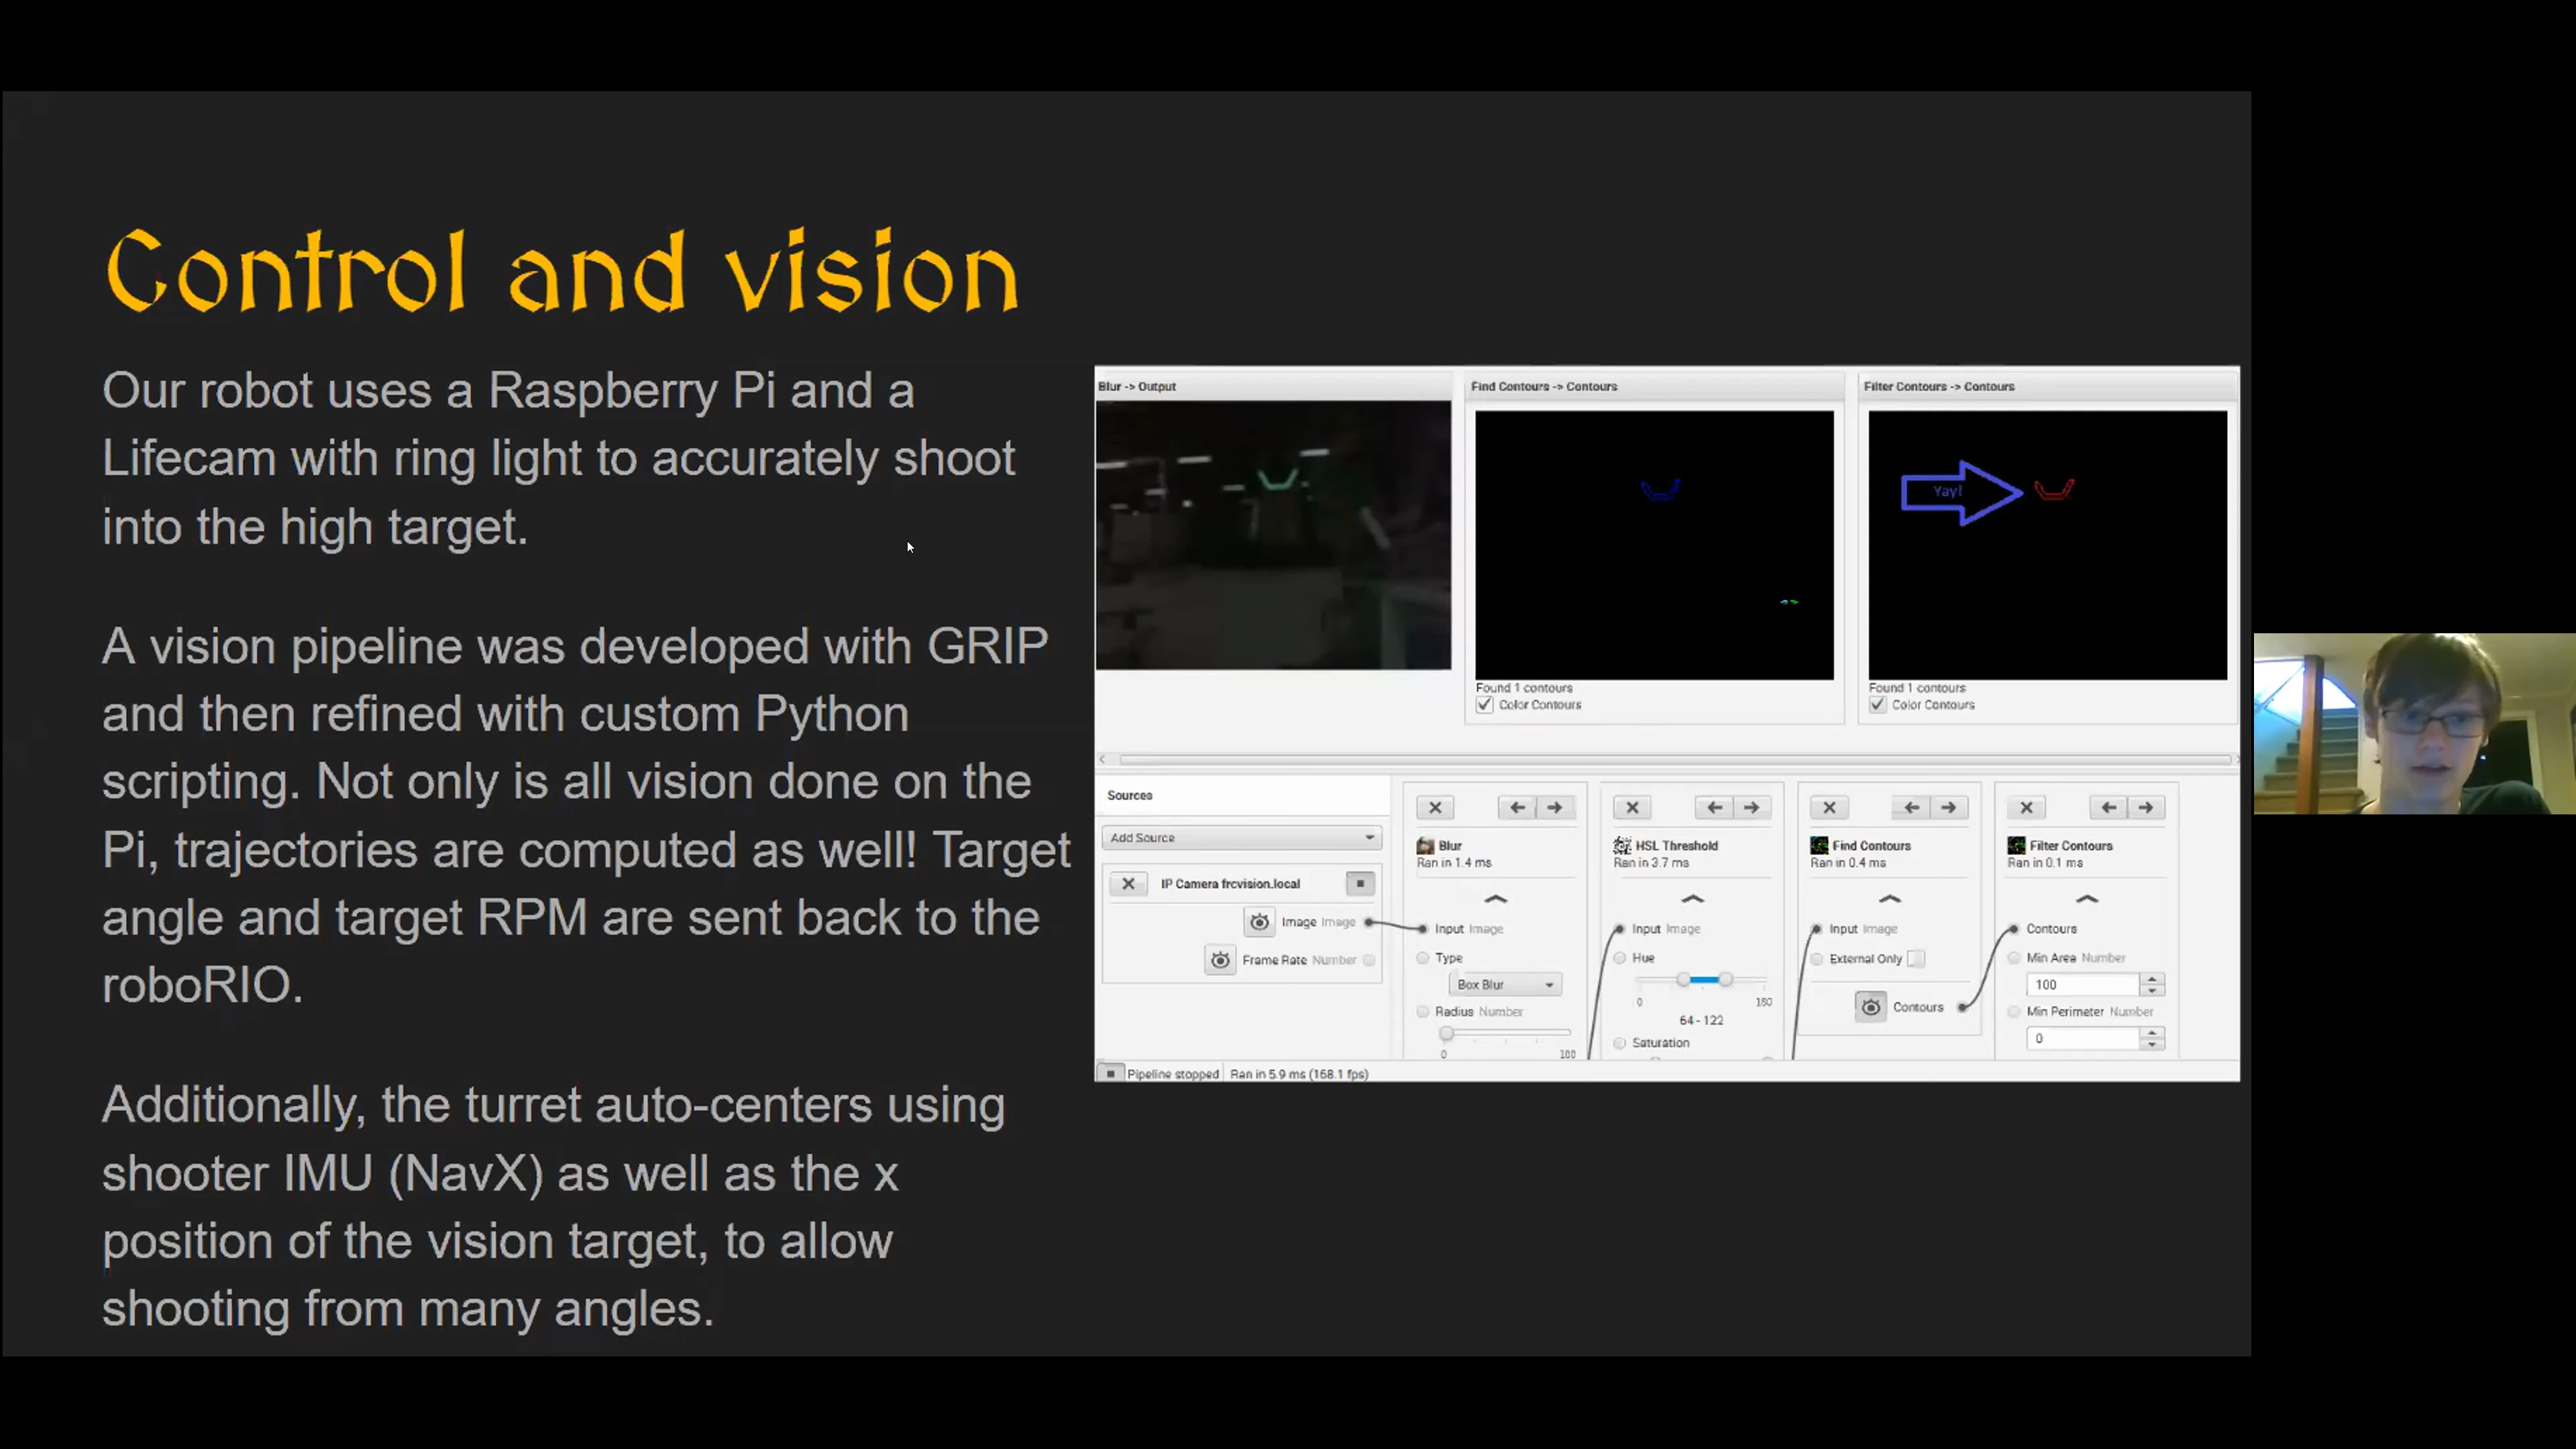 Control and vision
Our robot uses a Raspberry Pi and a
Lifecam with ring light to accurately shoot
into the high target.
A vision pipeline was developed with GRIP
and then refined with custom Python
scripting. Not only is all vision done on the
Pi, trajectories are computed as well! Target
angle and target RPM are sent back to the
roboRIO.
Additionally, the turret auto-centers using
shooter IMU (NavX) as well as the x
position of the vision target, to allow
shooting from many angles.
Blur -> Output
Find Contours -> Contours
Found 1 contours
Color Contours
Filter Contours -> Contours
Yay!
Found 1 contours
Color Contours
Sources
Add Source
IP Camera frcvision.local
Image Image
Frame Rate Number
Blur
Ran in 1.4 ms
Input Image
Type
Box Blur
Radius Number
0 100
HSL Threshold
Ran in 3.7 ms
Input Image
Hue
0 180
64 - 122
Saturation
Find Contours
Ran in 0.4 ms
Input Image
External Only
Contours
Filter Contours
Ran in 0.1 ms
Contours
Min Area Number
100
Min Perimeter Number
0
Pipeline stopped Ran in 5.9 ms (168.1 fps)